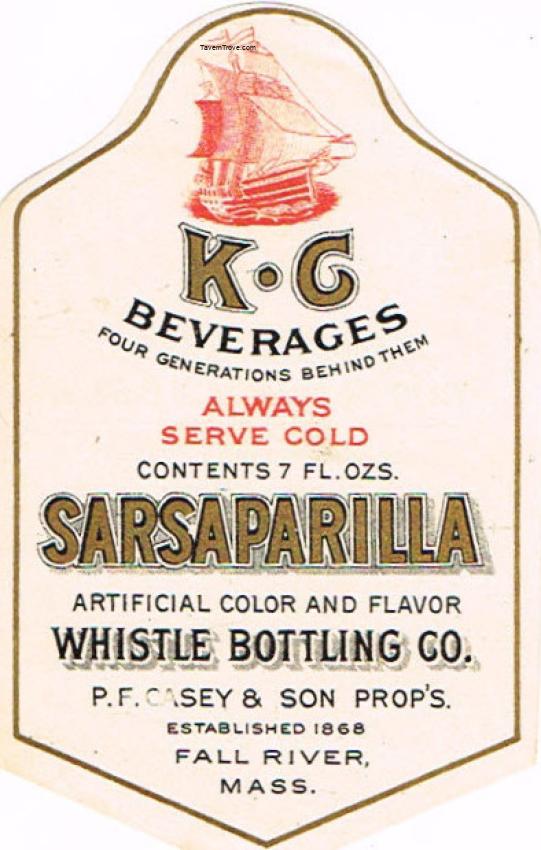 TavernTrove.com
K·C
BEVERAGES
FOUR GENERATIONS BEHIND THEM
ALWAYS
SERVE COLD
CONTENTS 7 FL. OZS.
SARSAPARILLA
ARTIFICIAL COLOR AND FLAVOR
WHISTLE BOTTLING CO.
P. F. CASEY & SON PROP'S.
ESTABLISHED 1868
FALL RIVER,
MASS.